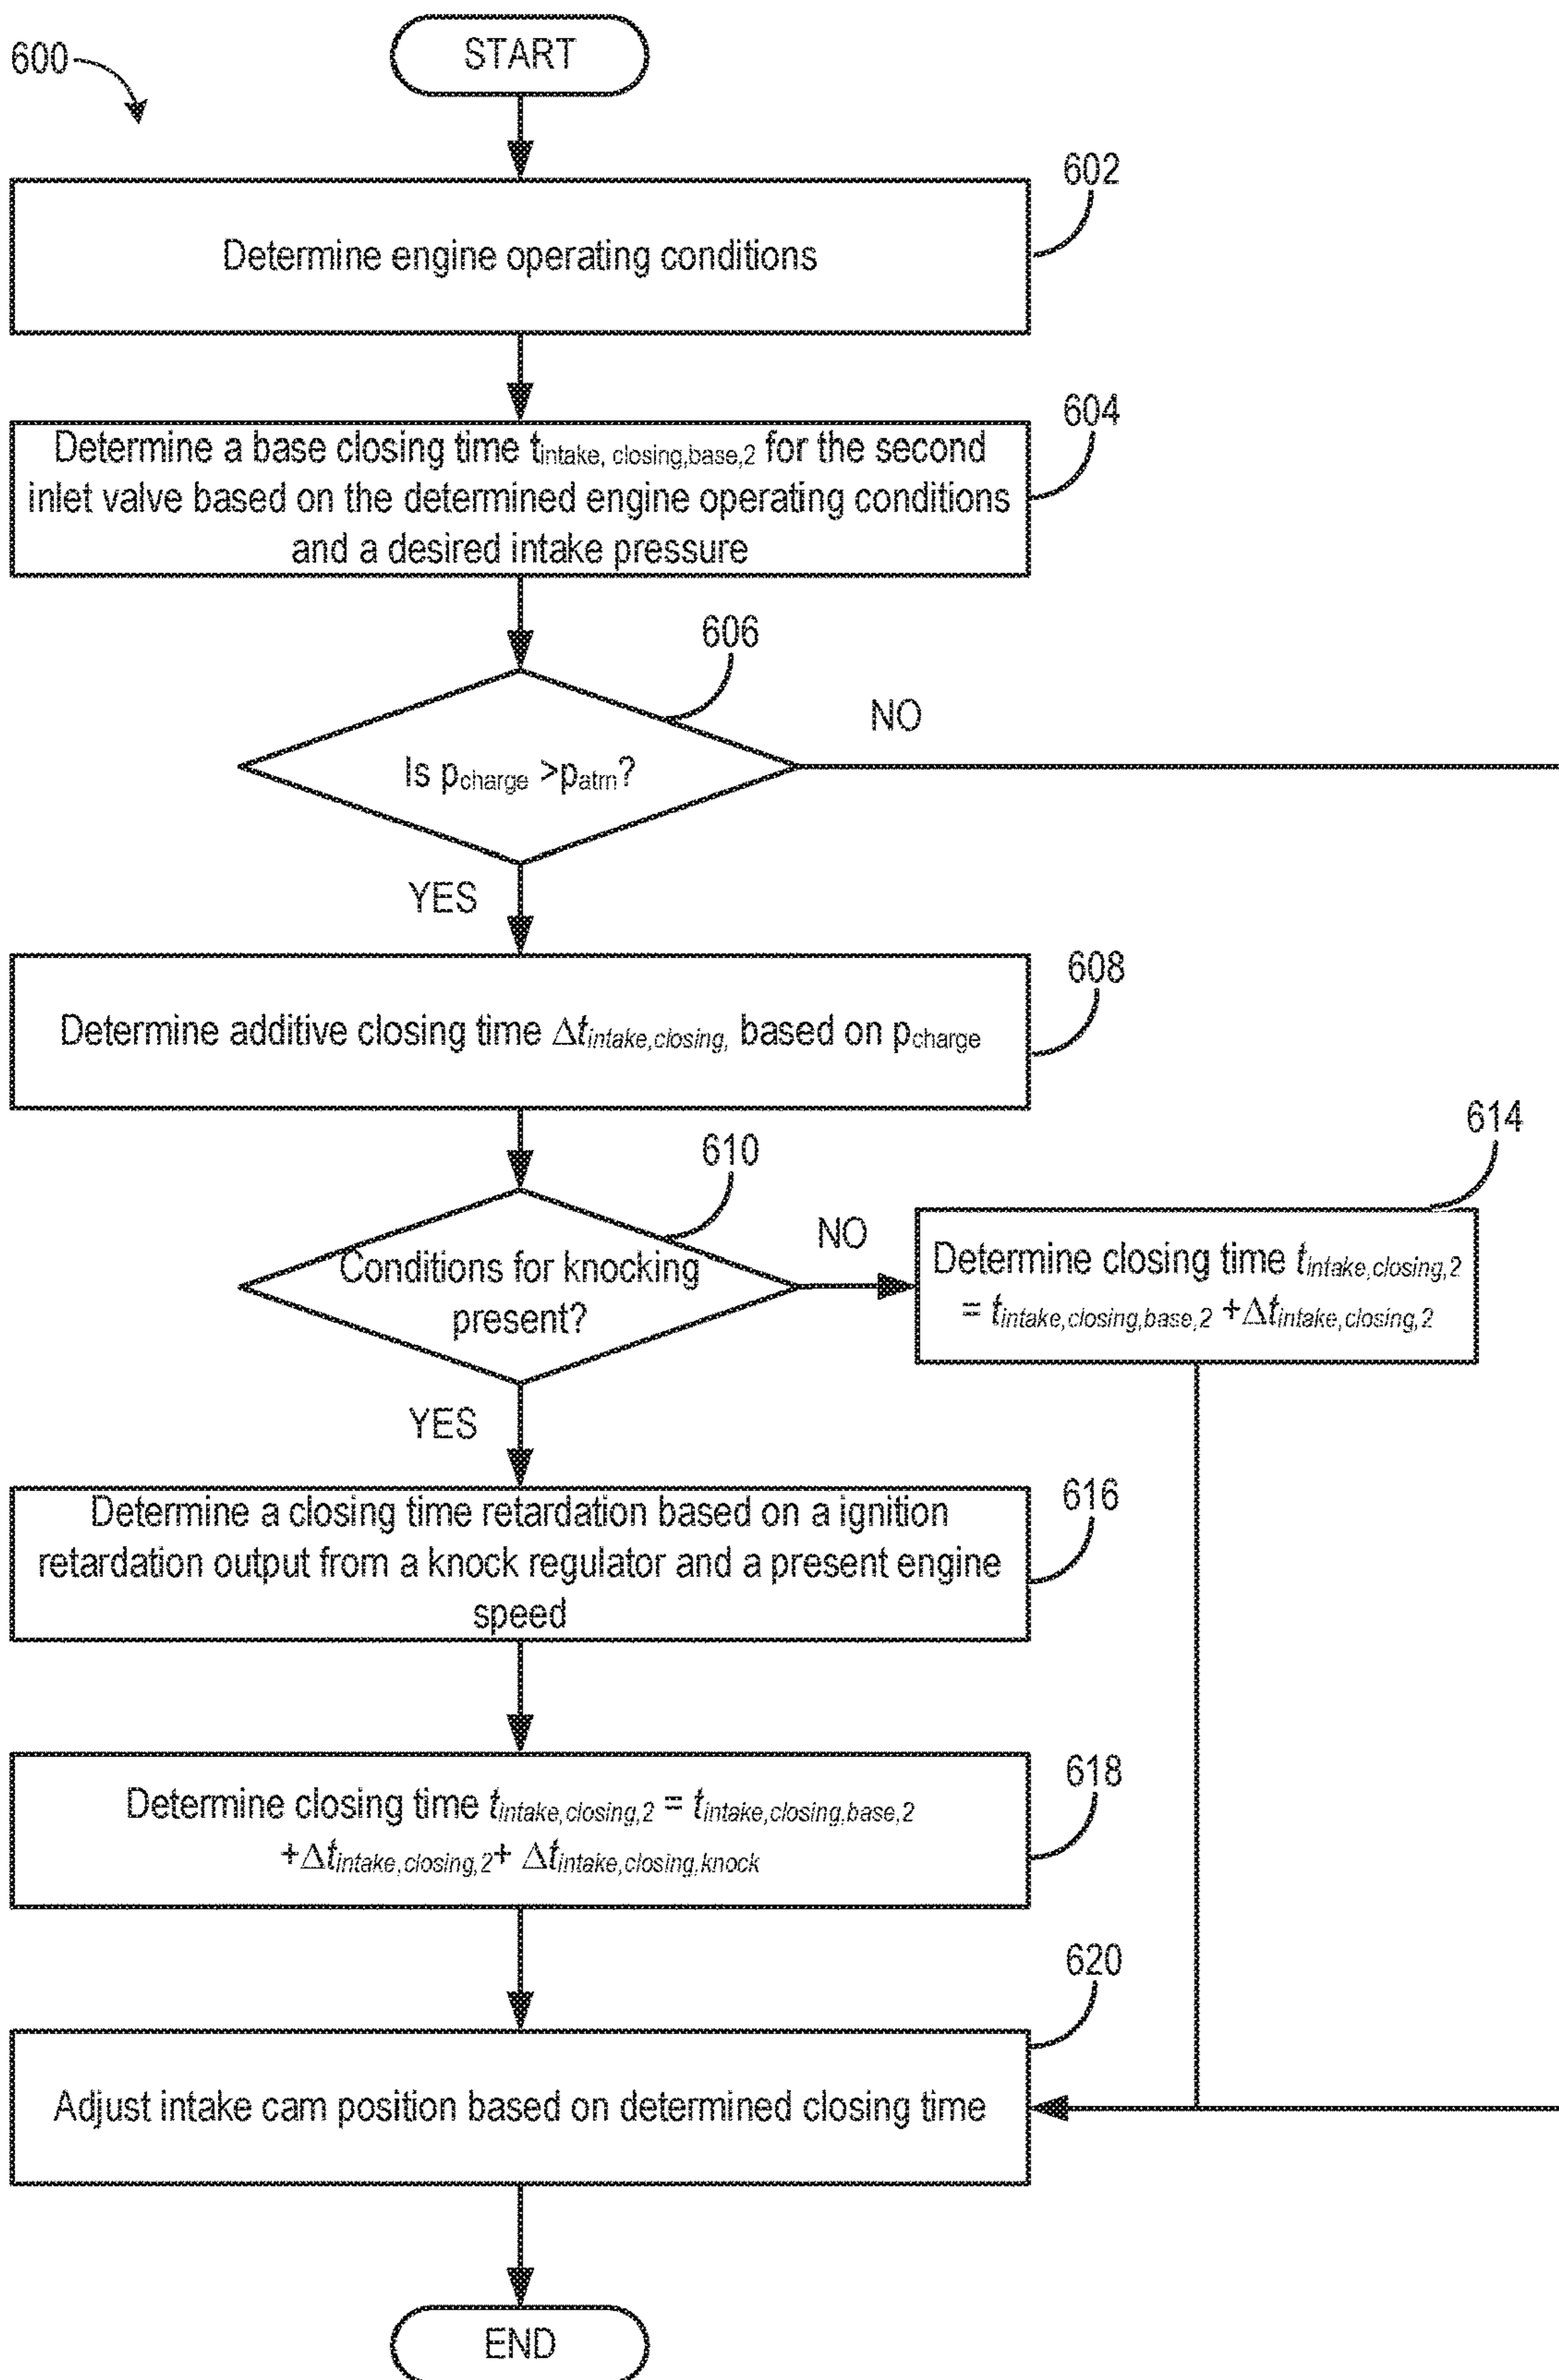 START
600
602
Determine engine operating conditions
604
Determine a base closing time tintake, closing,base,2 for the second
inlet valve based on the determined engine operating conditions
and a desired intake pressure
606
NO
Is pcharge >patm?
YES
608
Determine additive closing time Δtintake,closing, based on pcharge
610
614
NO
Conditions for knocking
present?
Determine closing time tintake,closing,2
= tintake,closing,base,2 +Δtintake,closing,2
YES
616
Determine a closing time retardation based on a ignition
retardation output from a knock regulator and a present engine
speed
618
Determine closing time tintake,closing,2 = tintake,closing,base,2
+Δtintake,closing,2+ Δtintake,closing,knock
620
Adjust intake cam position based on determined closing time
END